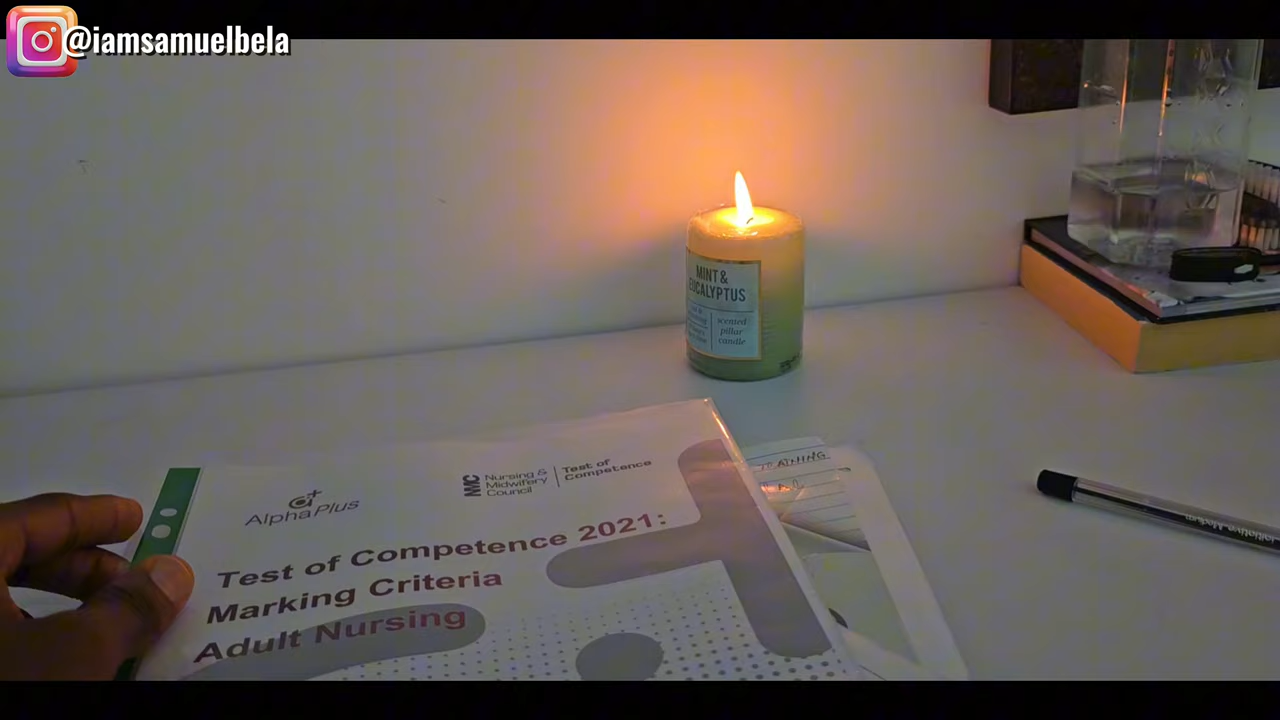 @iamsamuelbela
MINT &
EUCALYPTUS
scented
pillar
candle
NMC
Nursing &
Midwifery
Council
Test of
Competence
AlphaPlus
Test of Competence 2021:
Marking Criteria
Adult Nursing